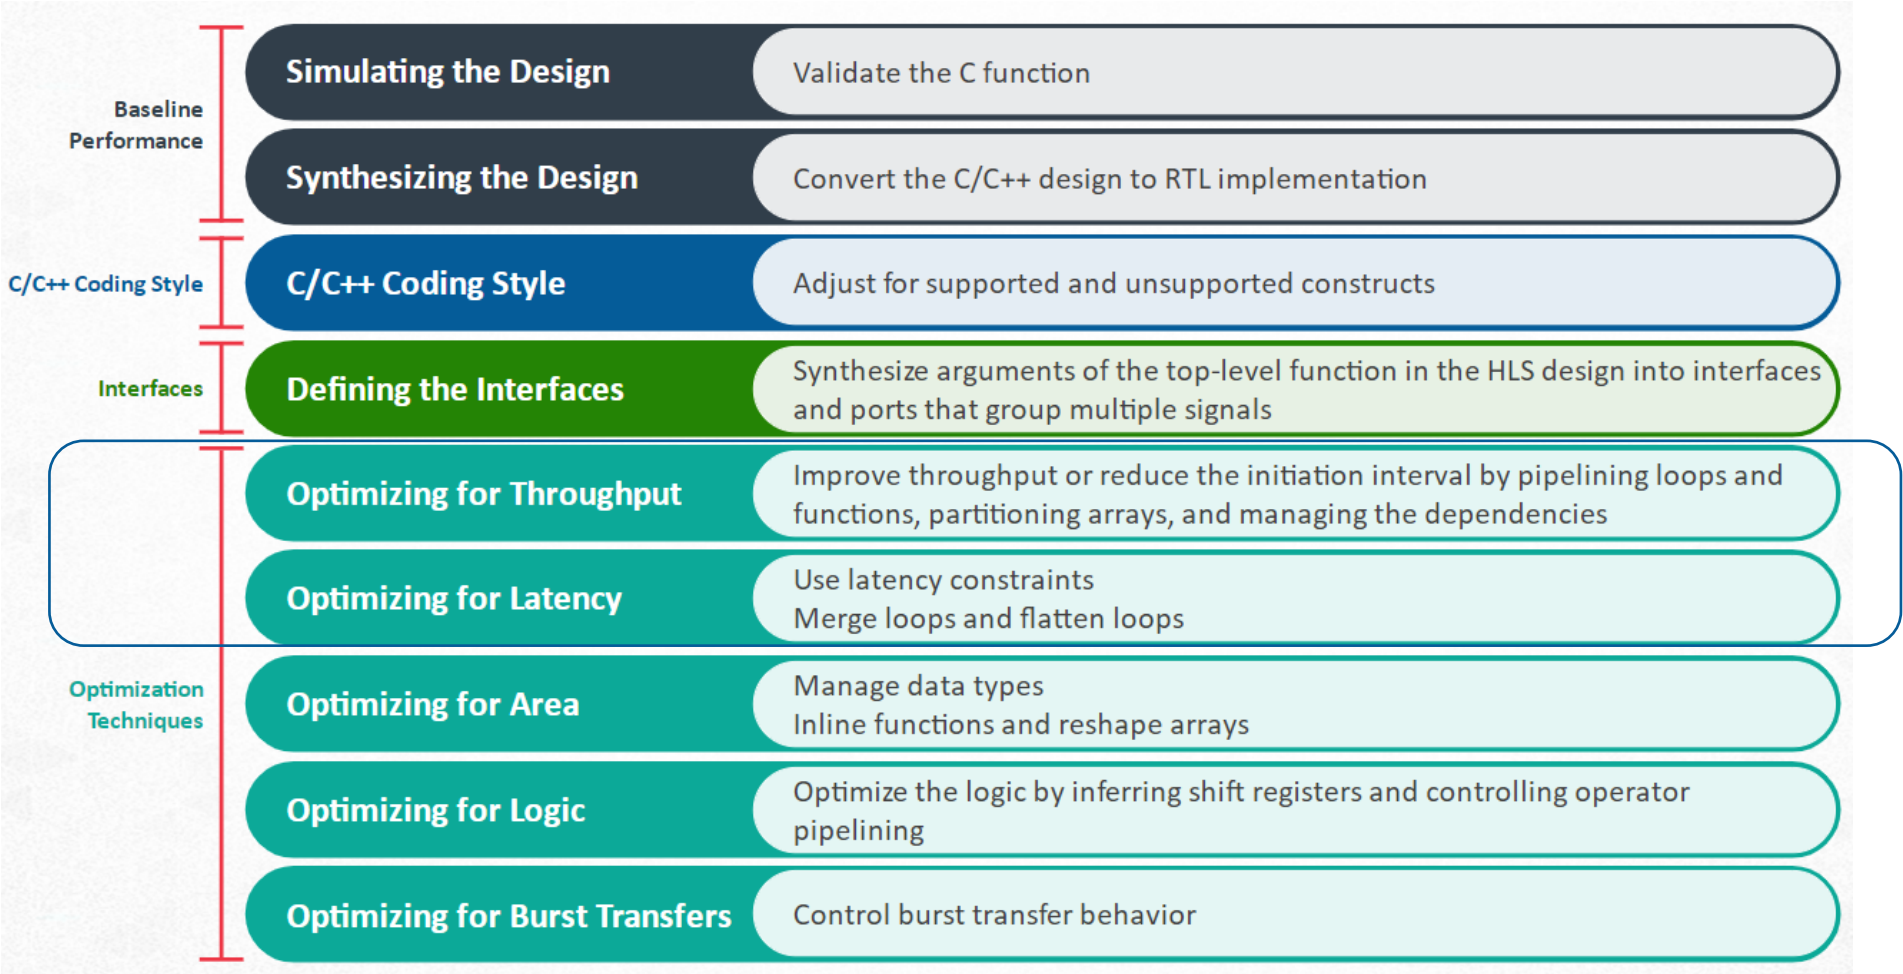 Baseline
Performance
Simulating the Design
Validate the C function
Synthesizing the Design
Convert the C/C++ design to RTL implementation
C/C++ Coding Style
C/C++ Coding Style
Adjust for supported and unsupported constructs
Interfaces
Defining the Interfaces
Synthesize arguments of the top-level function in the HLS design into interfaces
and ports that group multiple signals
Optimization
Techniques
Optimizing for Throughput
Improve throughput or reduce the initiation interval by pipelining loops and
functions, partitioning arrays, and managing the dependencies
Optimizing for Latency
Use latency constraints
Merge loops and flatten loops
Optimizing for Area
Manage data types
Inline functions and reshape arrays
Optimizing for Logic
Optimize the logic by inferring shift registers and controlling operator
pipelining
Optimizing for Burst Transfers
Control burst transfer behavior